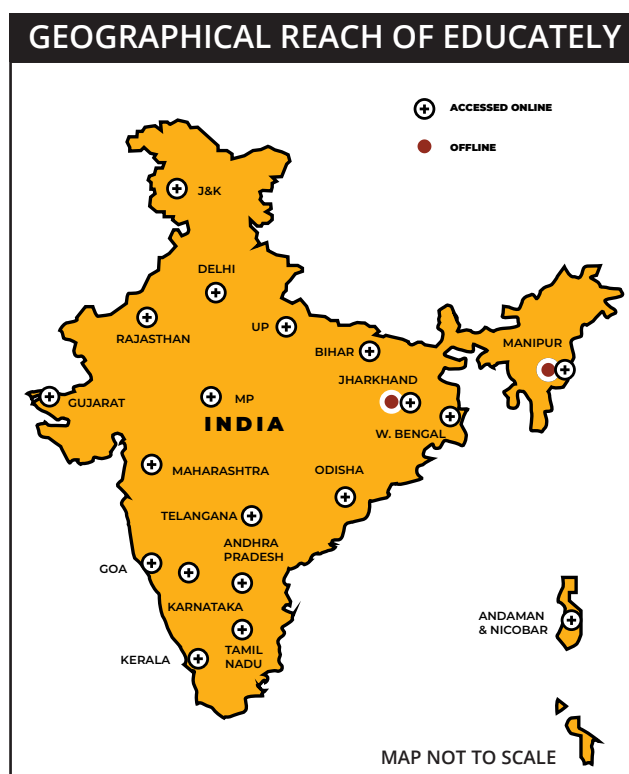 GEOGRAPHICAL REACH OF EDUCATELY
ACCESSED ONLINE
OFFLINE
J&K
DELHI
RAJASTHAN
UP
BIHAR
MANIPUR
JHARKHAND
GUJARAT
MP
INDIA
W. BENGAL
MAHARASHTRA
ODISHA
TELANGANA
ANDHRA
PRADESH
GOA
KARNATAKA
ANDAMAN
& NICOBAR
KERALA
TAMIL
NADU
MAP NOT TO SCALE